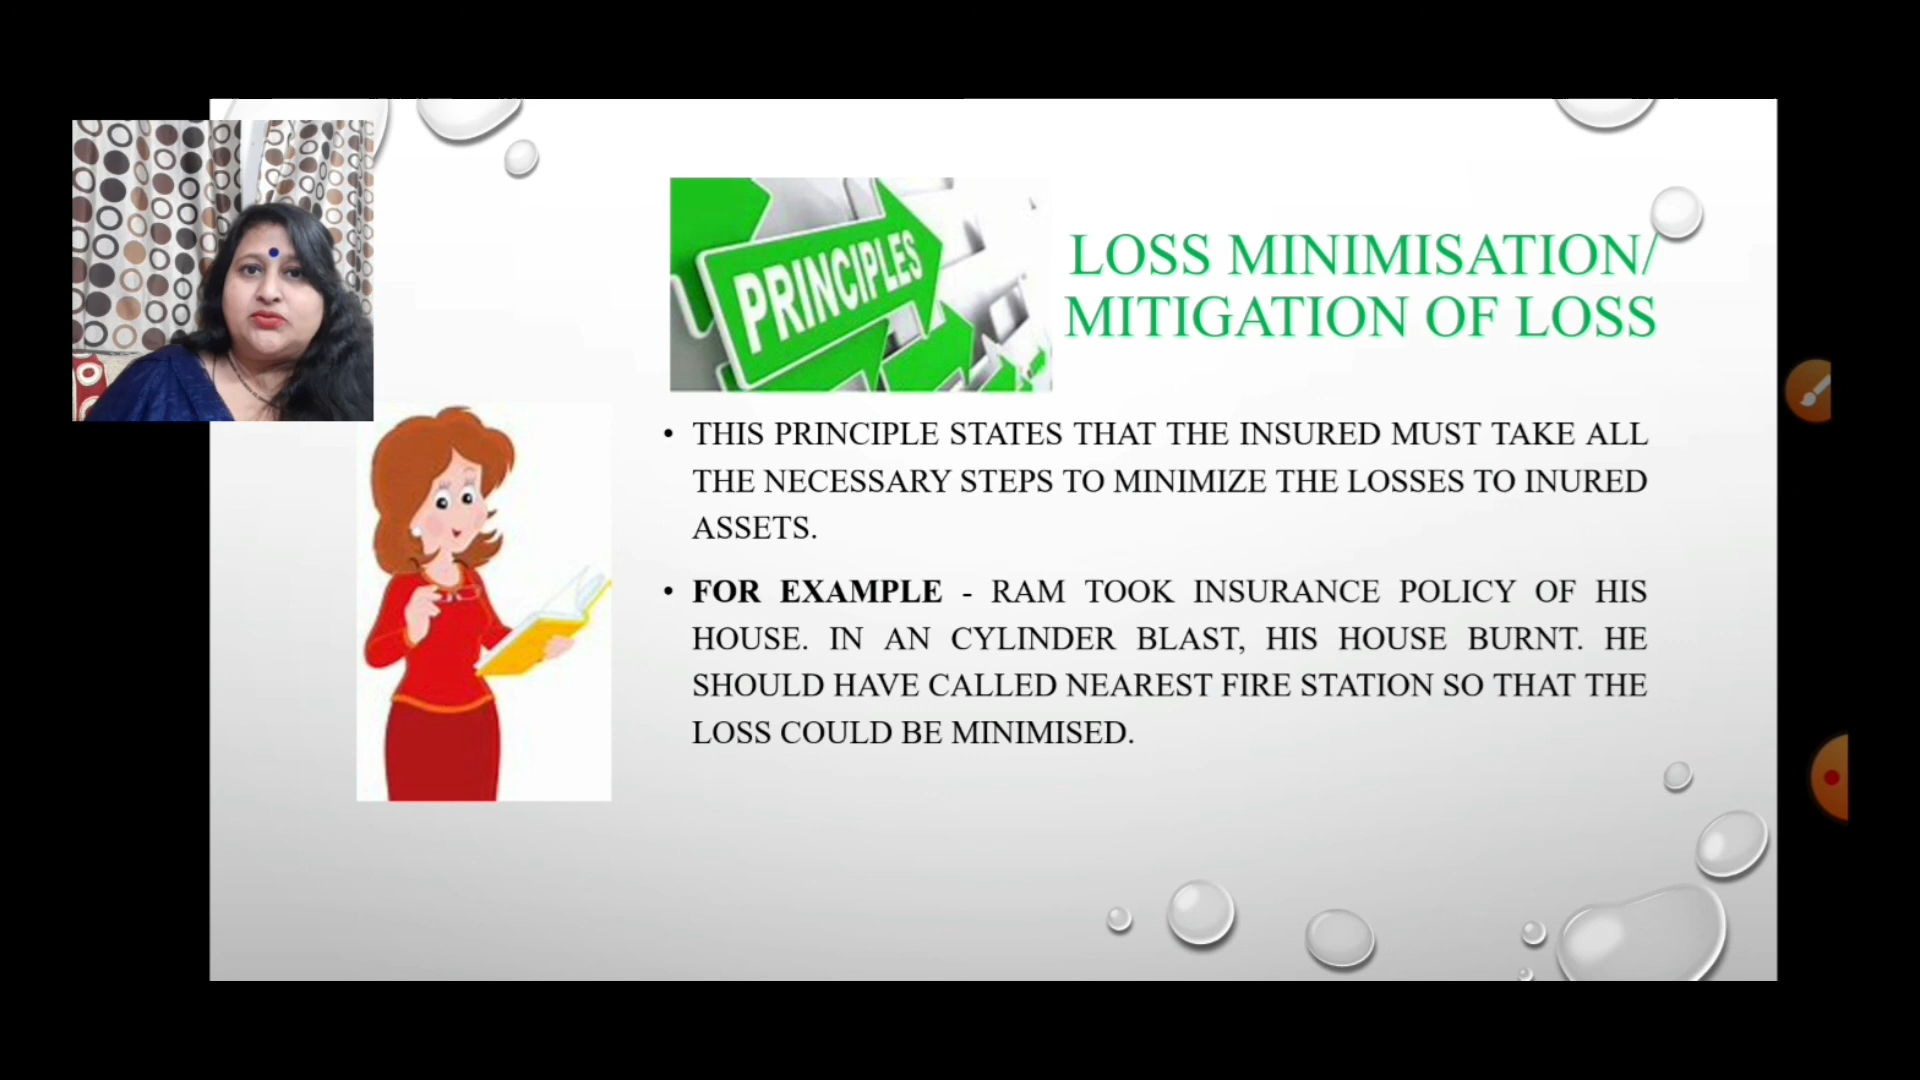 PRINCIPLES
LOSS MINIMISATION/
MITIGATION OF LOSS
• THIS PRINCIPLE STATES THAT THE INSURED MUST TAKE ALL
THE NECESSARY STEPS TO MINIMIZE THE LOSSES TO INURED
ASSETS.
• FOR EXAMPLE - RAM TOOK INSURANCE POLICY OF HIS
HOUSE. IN AN CYLINDER BLAST, HIS HOUSE BURNT. HE
SHOULD HAVE CALLED NEAREST FIRE STATION SO THAT THE
LOSS COULD BE MINIMISED.